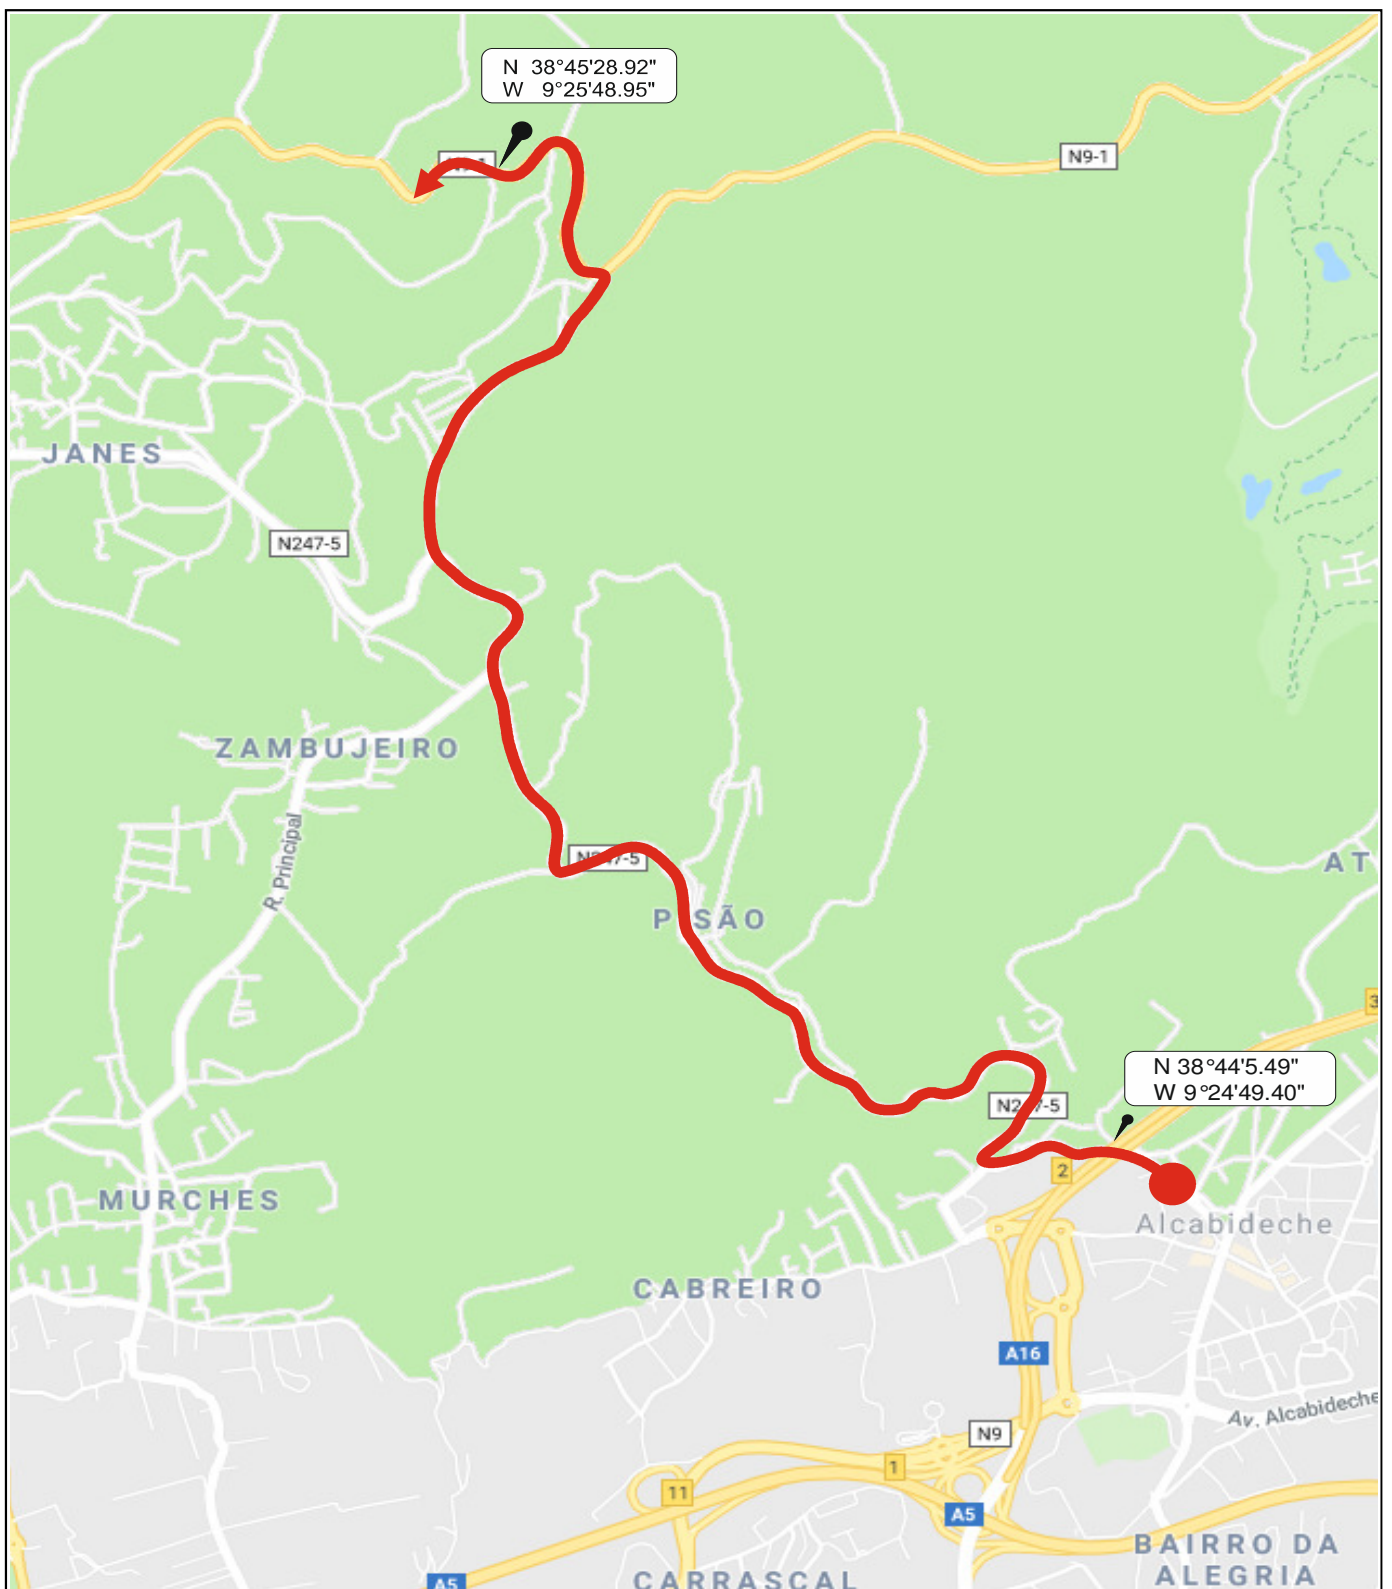 N 38°45'28.92"
W 9°25'48.95"
N9-1
JANES
N247-5
ZAMBUJEIRO
R. Principal
PISÃO
AT
3
N 38°44'5.49"
W 9°24'49.40"
2
MURCHES
Alcabideche
CABREIRO
A16
Av. Alcabideche
N9
1
11
A5
BAIRRO DA
ALEGRIA
A5
CARRASCAL